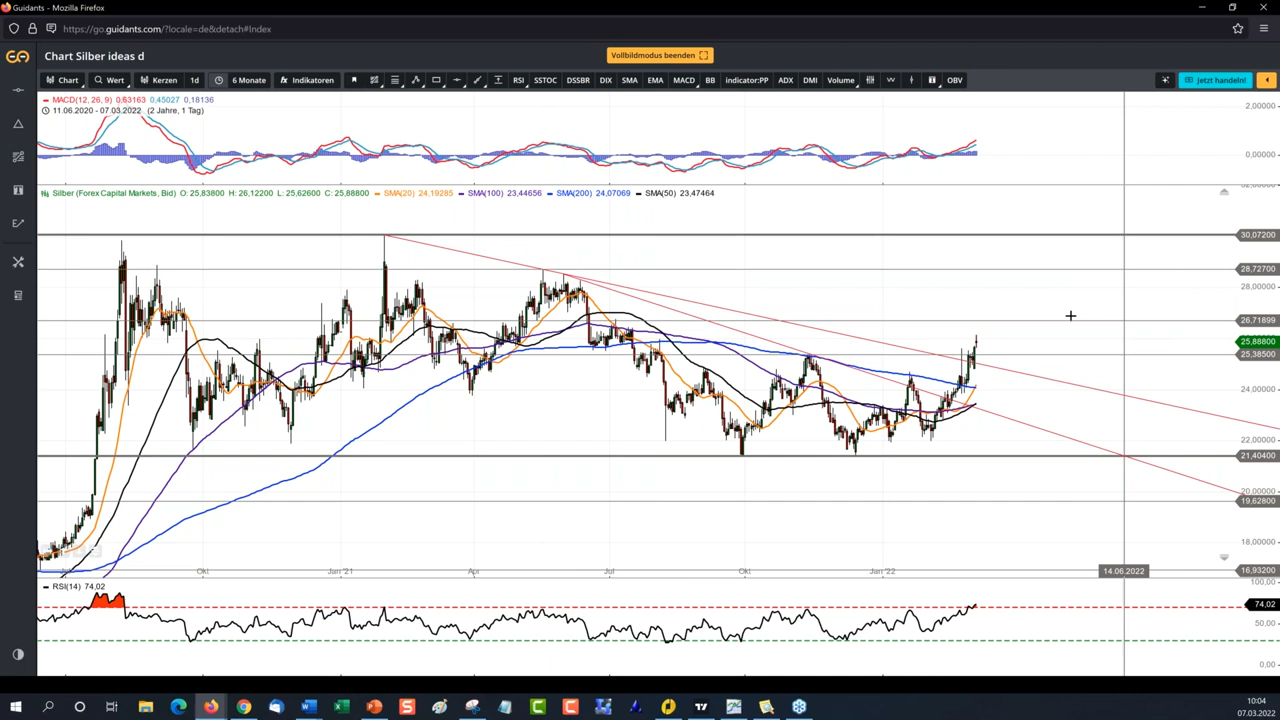 Guidants - Mozilla Firefox
https://go.guidants.com/?locale=de&detach#Index
Chart Silber ideas d
Vollbildmodus beenden
Chart Wert Kerzen 1d 6 Monate Indikatoren RSI SSTOC DSSBR DIX SMA EMA MACD BB indicator:PP ADX DMI Volume OBV Jetzt handeln!
MACD(12, 26, 9) 0,63163 0,45027 0,18136
11.06.2020 - 07.03.2022 (2 Jahre, 1 Tag)
2,00000
0,00000
Silber (Forex Capital Markets, Bid) O: 25,83800 H: 26,12200 L: 25,62600 C: 25,88800 SMA(20) 24,19285 SMA(100) 23,44656 SMA(200) 24,07069 SMA(50) 23,47464
30,07200
28,72700
28,00000
26,71899
25,88800
25,38500
24,00000
22,00000
21,40400
20,00000
19,62800
18,00000
Okt Jan '21 Apr Jul Okt Jan '22 14.06.2022 16,93200
RSI(14) 74,02
100,00
74,02
50,00
0,00
10:04
07.03.2022